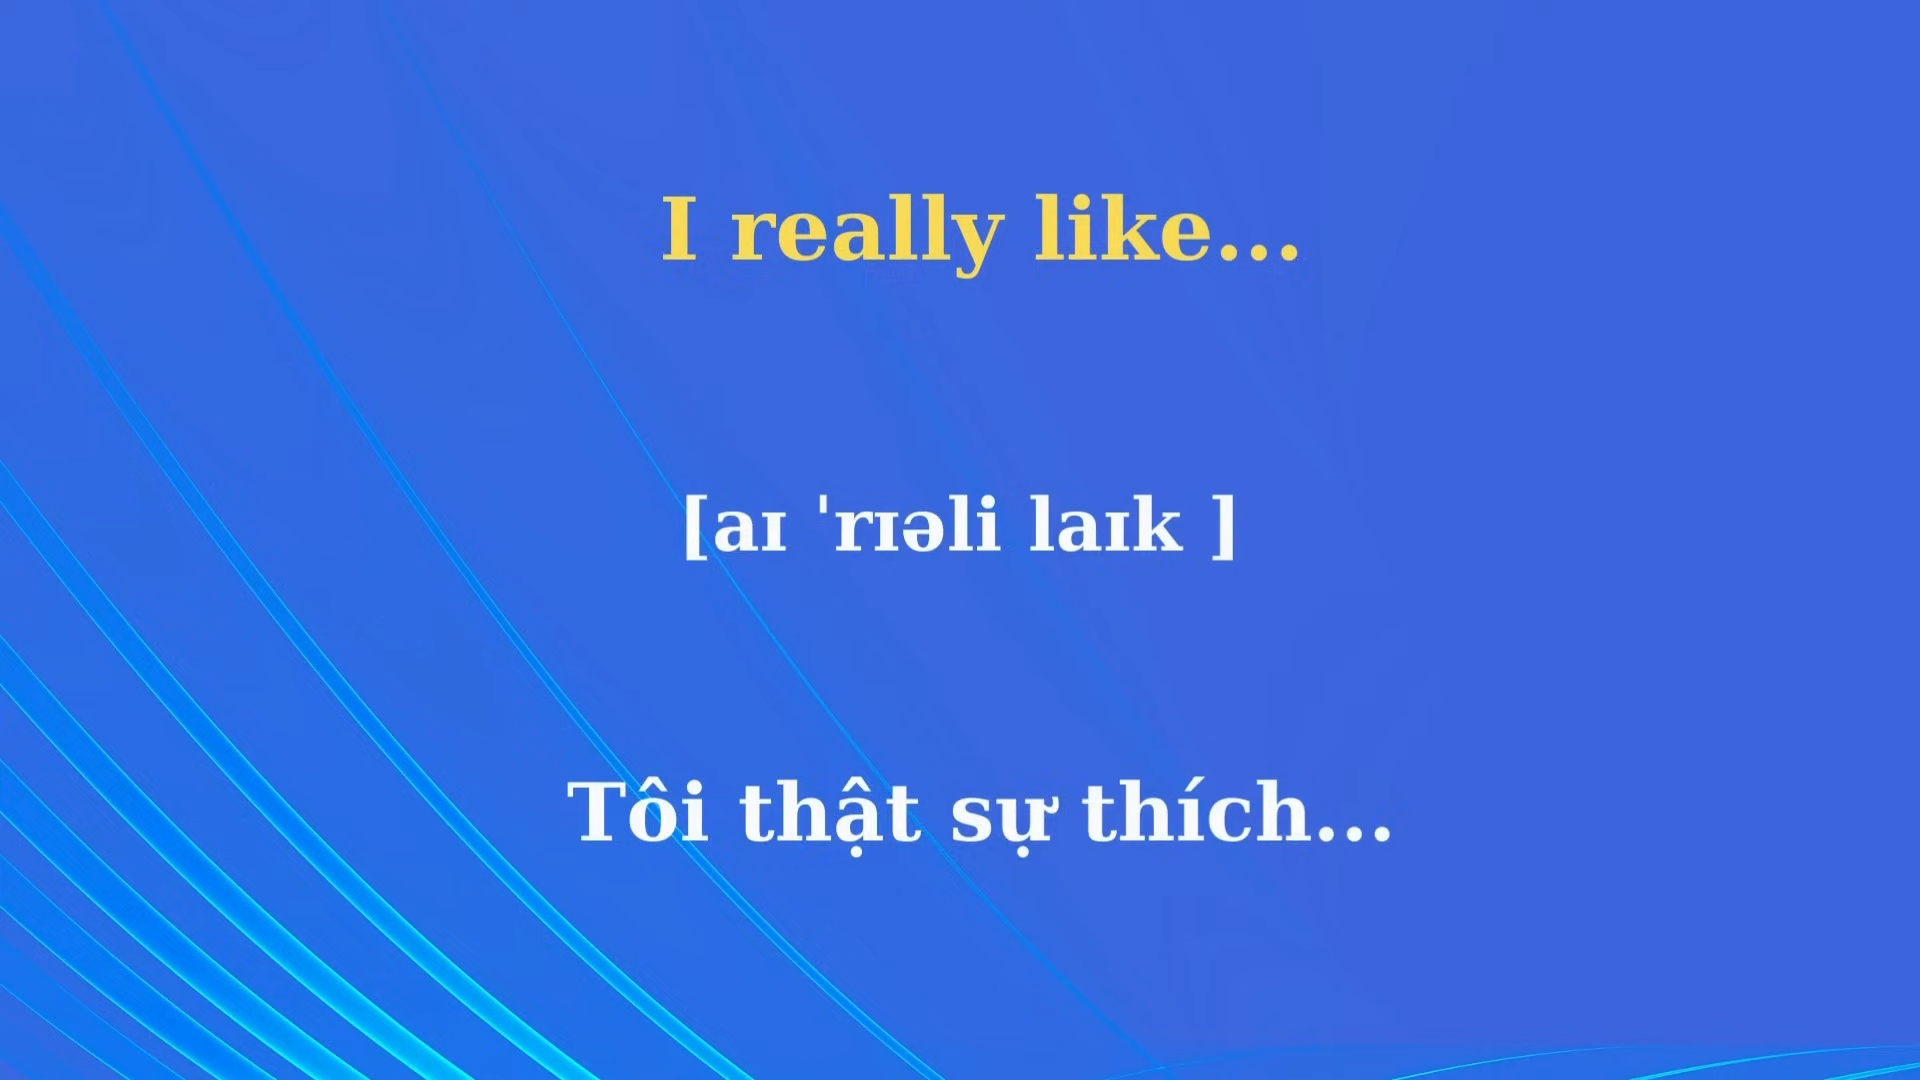 I really like...
[aɪ ˈrɪəli laɪk ]
Tôi thật sự thích...